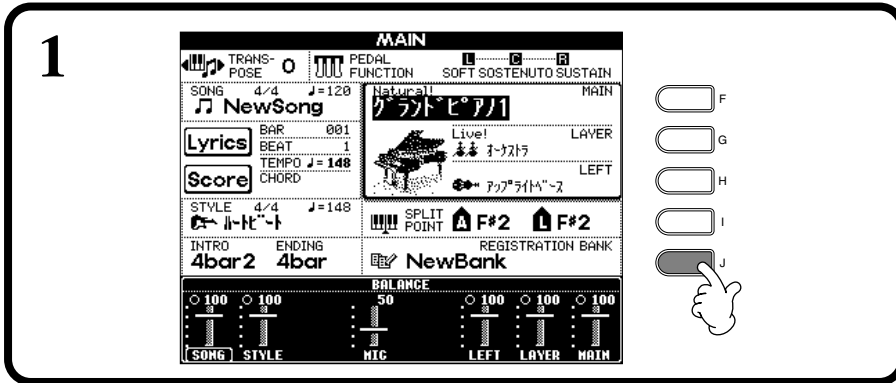 1
MAIN
TRANS-
POSE 0
PEDAL
FUNCTION
L C R
SOFT SOSTENUTO SUSTAIN
SONG 4/4 ♩=120
NewSong
Natural! MAIN
グランドピアノ1
Lyrics
Score
BAR 001
BEAT 1
TEMPO ♩=148
CHORD
Live! LAYER
オーケストラ
LEFT
アップライトベース
STYLE 4/4 ♩=148
ハートビート
SPLIT
POINT A F#2 L F#2
INTRO ENDING
4bar2 4bar
REGISTRATION BANK
NewBank
BALANCE
100 100 50 100 100 100
SONG STYLE MIC LEFT LAYER MAIN
F
G
H
I
J